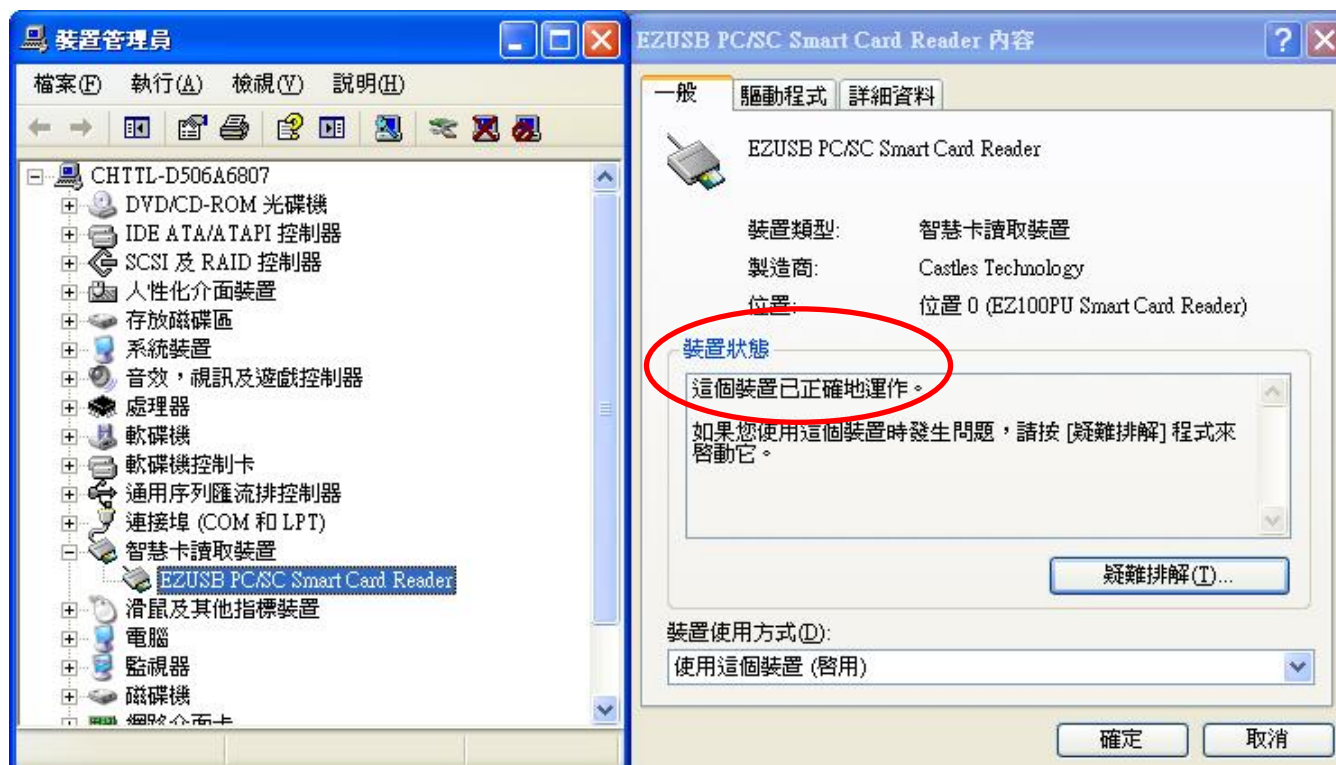 裝置管理員
檔案(F) 執行(A) 檢視(V) 說明(H)
CHTTL-D506A6807
DVD/CD-ROM 光碟機
IDE ATA/ATAPI 控制器
SCSI 及 RAID 控制器
人性化介面裝置
存放磁碟區
系統裝置
音效，視訊及遊戲控制器
處理器
軟碟機
軟碟機控制卡
通用序列匯流排控制器
連接埠 (COM 和 LPT)
智慧卡讀取裝置
EZUSB PC/SC Smart Card Reader
滑鼠及其他指標裝置
電腦
監視器
磁碟機
網路介面卡
EZUSB PC/SC Smart Card Reader 內容
一般 驅動程式 詳細資料
EZUSB PC/SC Smart Card Reader
裝置類型: 智慧卡讀取裝置
製造商: Castles Technology
位置: 位置 0 (EZ100PU Smart Card Reader)
裝置狀態
這個裝置已正確地運作。
如果您使用這個裝置時發生問題，請按 [疑難排解] 程式來
啟動它。
疑難排解(T)...
裝置使用方式(D):
使用這個裝置 (啟用)
確定 取消